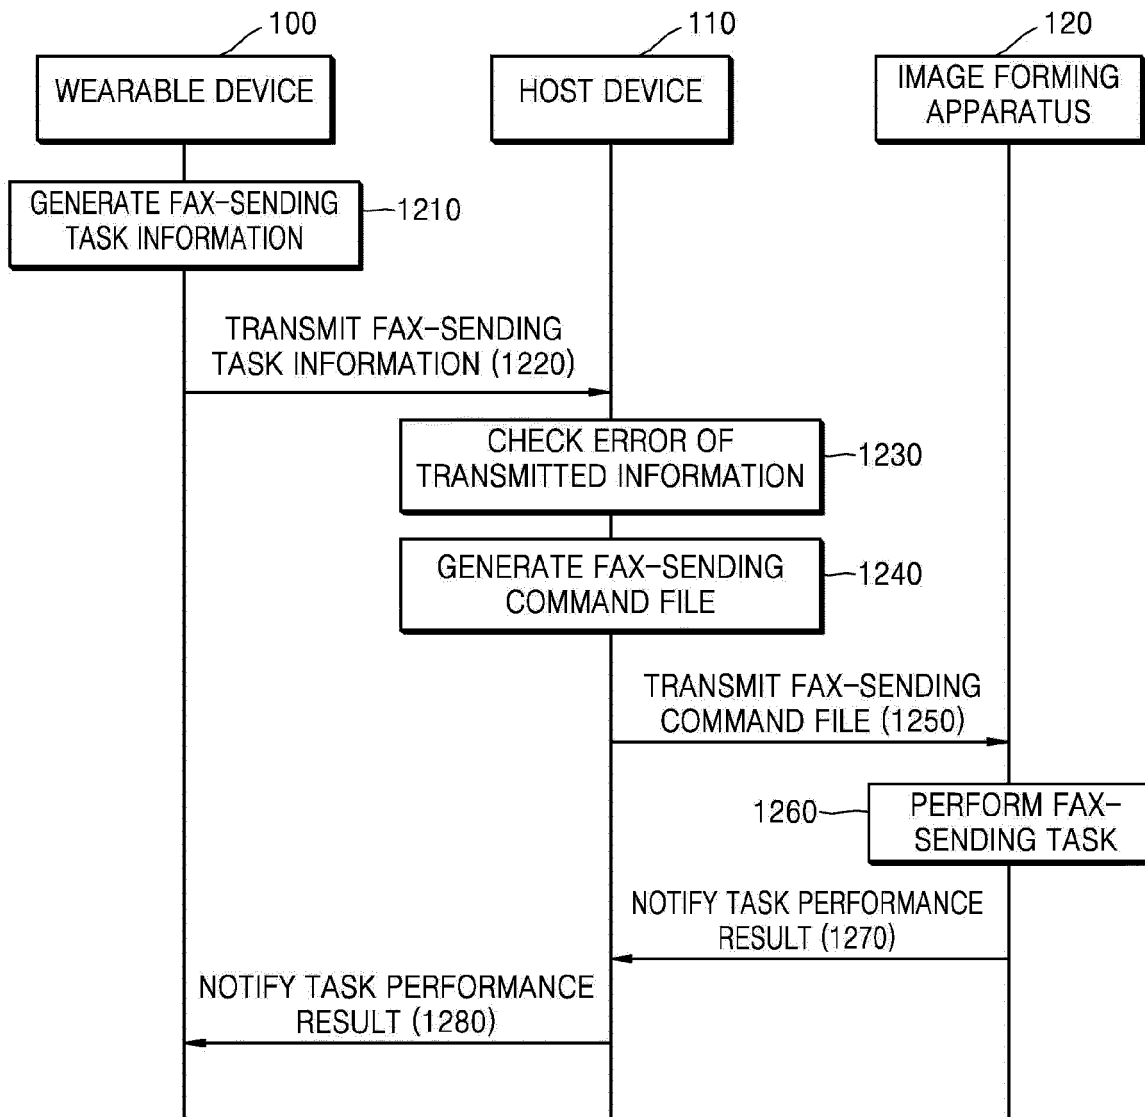 100
110
120
WEARABLE DEVICE
HOST DEVICE
IMAGE FORMING
APPARATUS
GENERATE FAX-SENDING
TASK INFORMATION
1210
TRANSMIT FAX-SENDING
TASK INFORMATION (1220)
CHECK ERROR OF
TRANSMITTED INFORMATION
1230
GENERATE FAX-SENDING
COMMAND FILE
1240
TRANSMIT FAX-SENDING
COMMAND FILE (1250)
1260
PERFORM FAX-
SENDING TASK
NOTIFY TASK PERFORMANCE
RESULT (1270)
NOTIFY TASK PERFORMANCE
RESULT (1280)